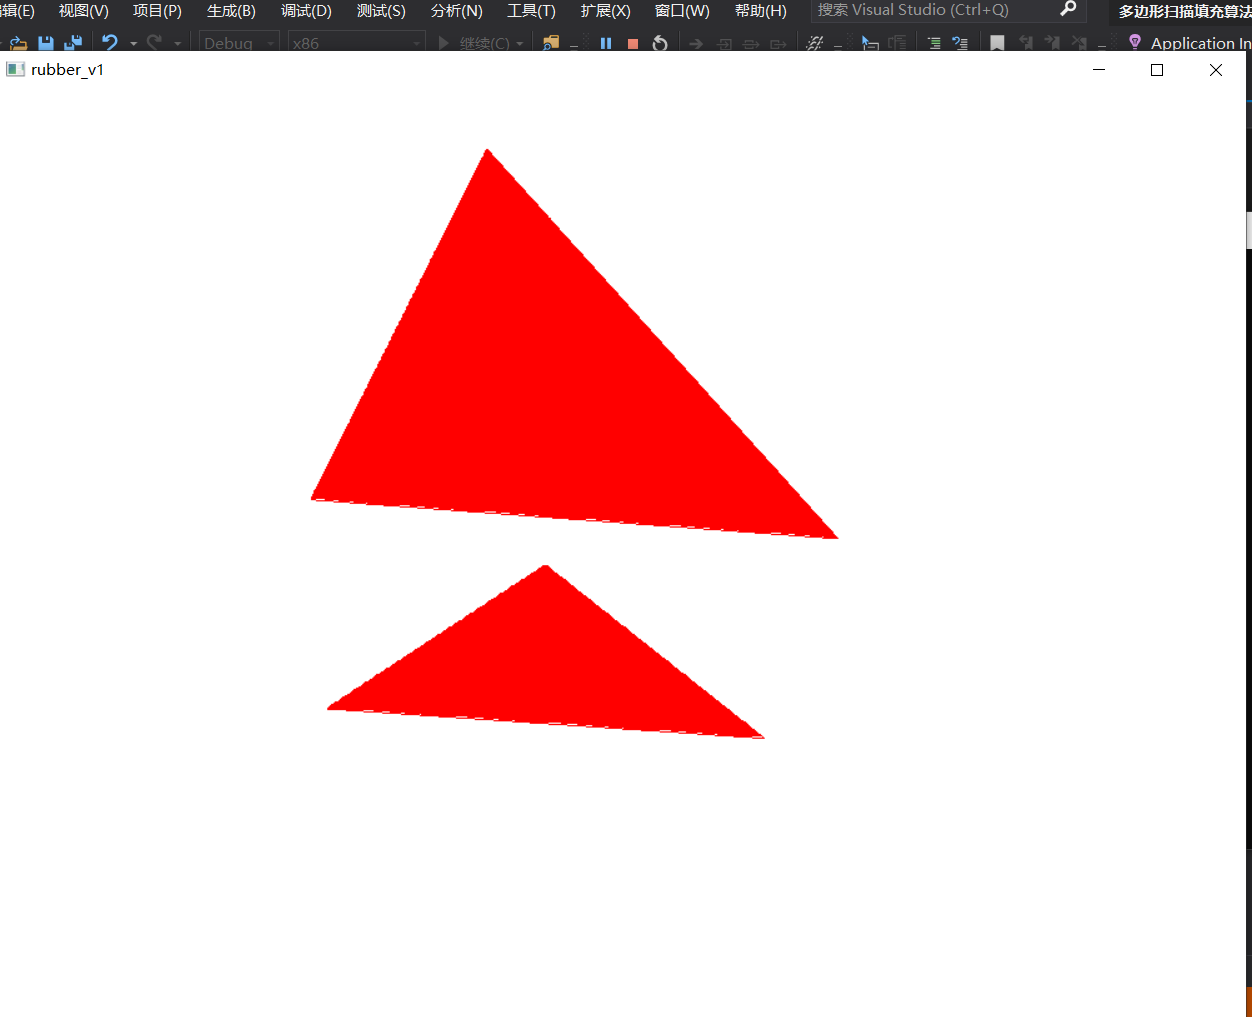 编辑(E) 视图(V) 项目(P) 生成(B) 调试(D) 测试(S) 分析(N) 工具(T) 扩展(X) 窗口(W) 帮助(H) 搜索 Visual Studio (Ctrl+Q) 多边形扫描填充算法
Debug x86 继续(C) Application In
rubber_v1